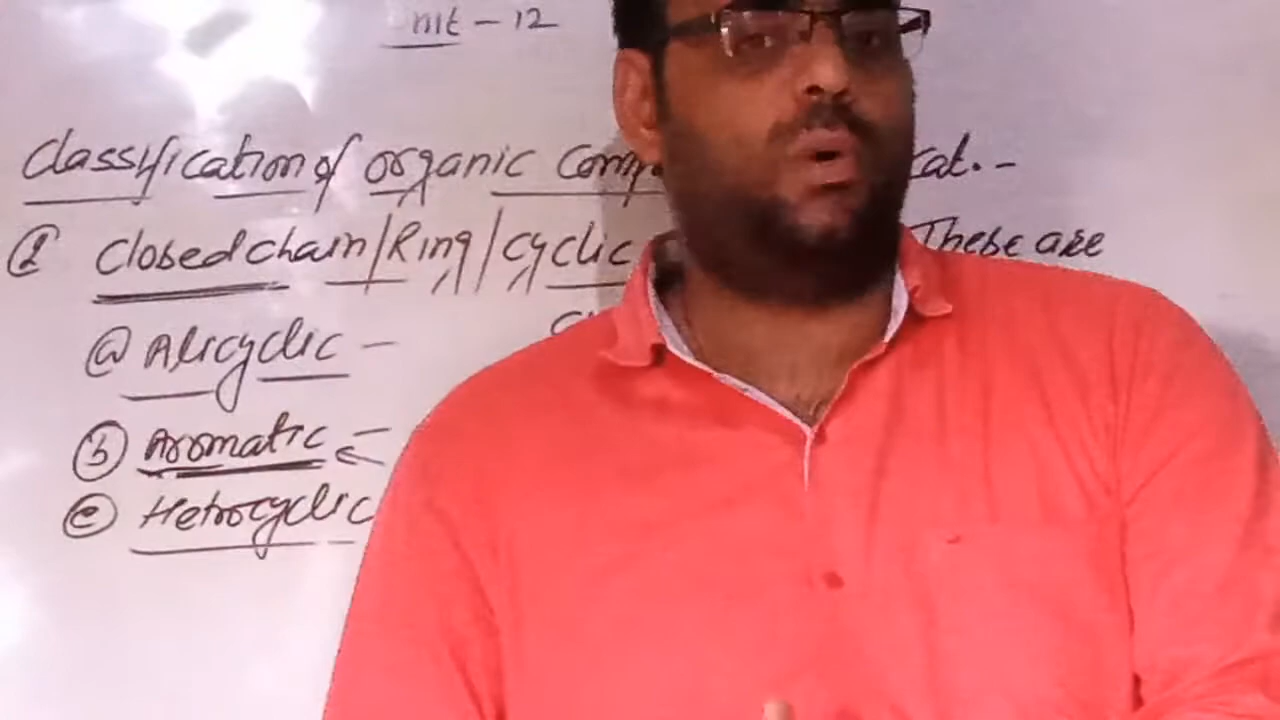 nit - 12
Classification of organic Comp cat. -
② Closed chain/Ring/Cyclic These are
ⓐ Alicyclic -
ⓑ Aromatic -
ⓒ Hetrocyclic